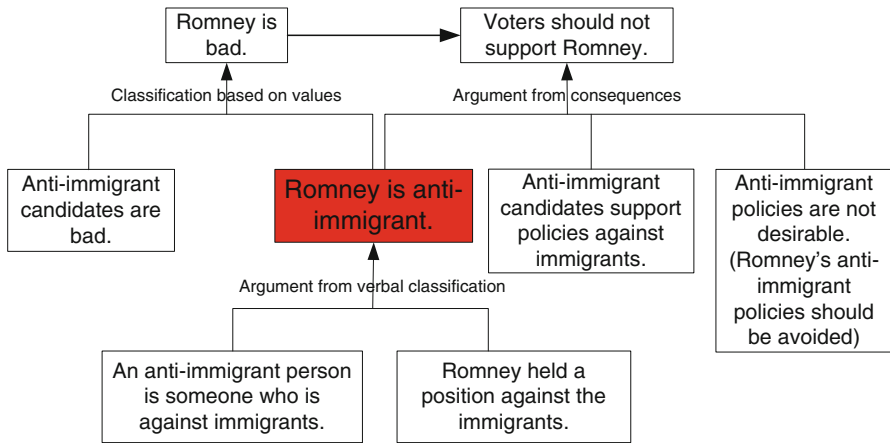 Romney is
bad.
Voters should not
support Romney.
Classification based on values
Argument from consequences
Anti-immigrant
candidates are
bad.
Romney is anti-
immigrant.
Anti-immigrant
candidates support
policies against
immigrants.
Anti-immigrant
policies are not
desirable.
(Romney's anti-
immigrant
policies should
be avoided)
Argument from verbal classification
An anti-immigrant person
is someone who is
against immigrants.
Romney held a
position against the
immigrants.